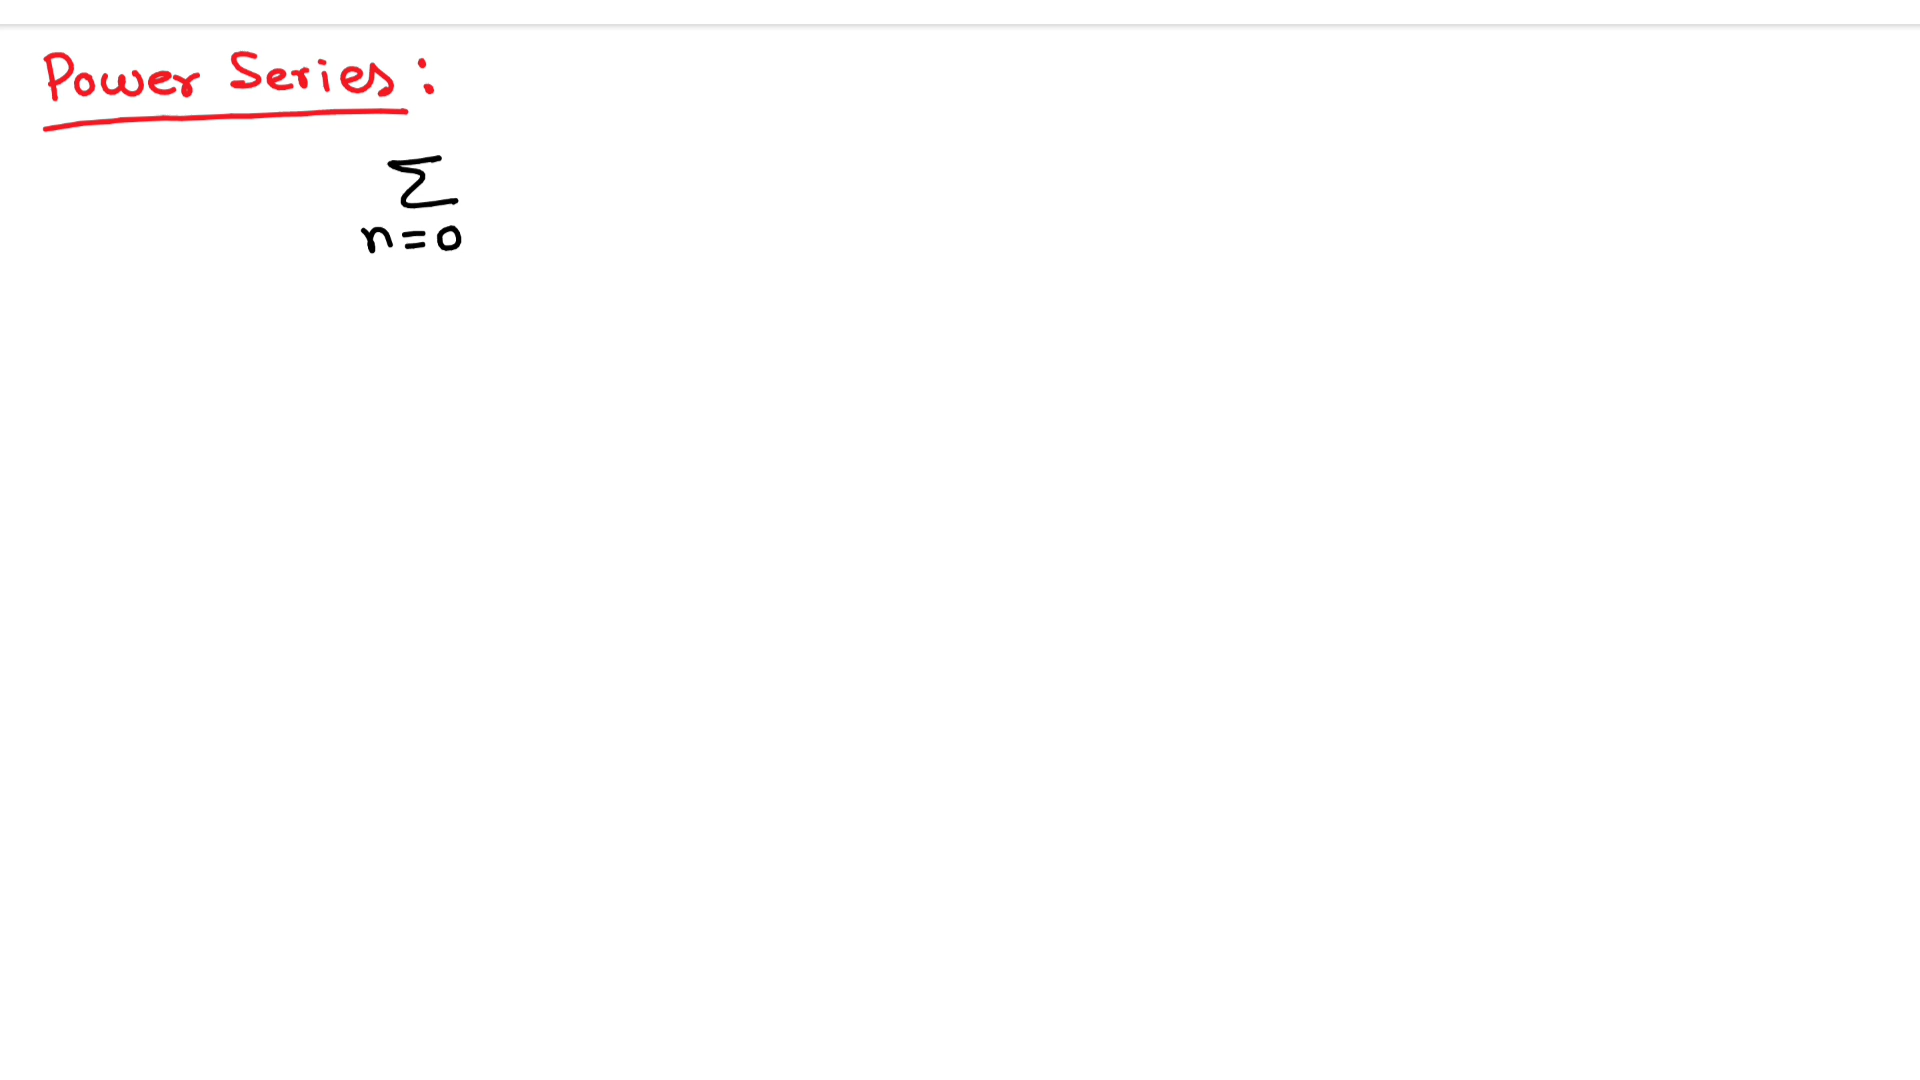 Power Series :
Σ
n=0